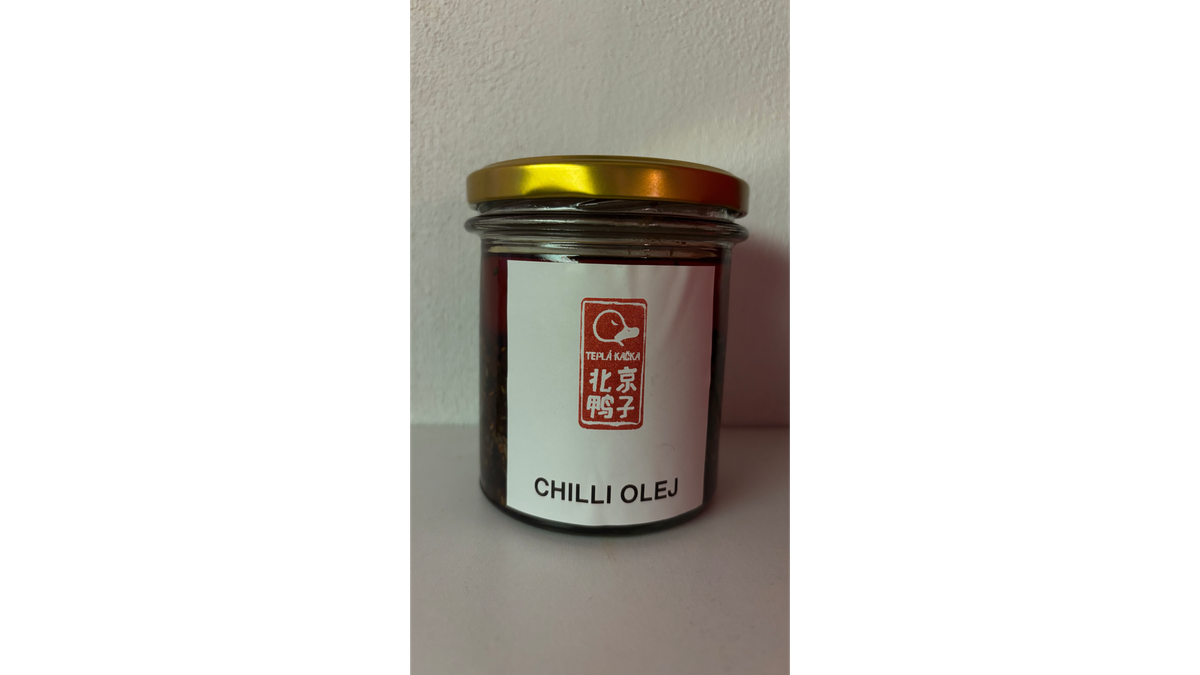 TEPLÁ KAČKA
北京
鸭子
CHILLI OLEJ